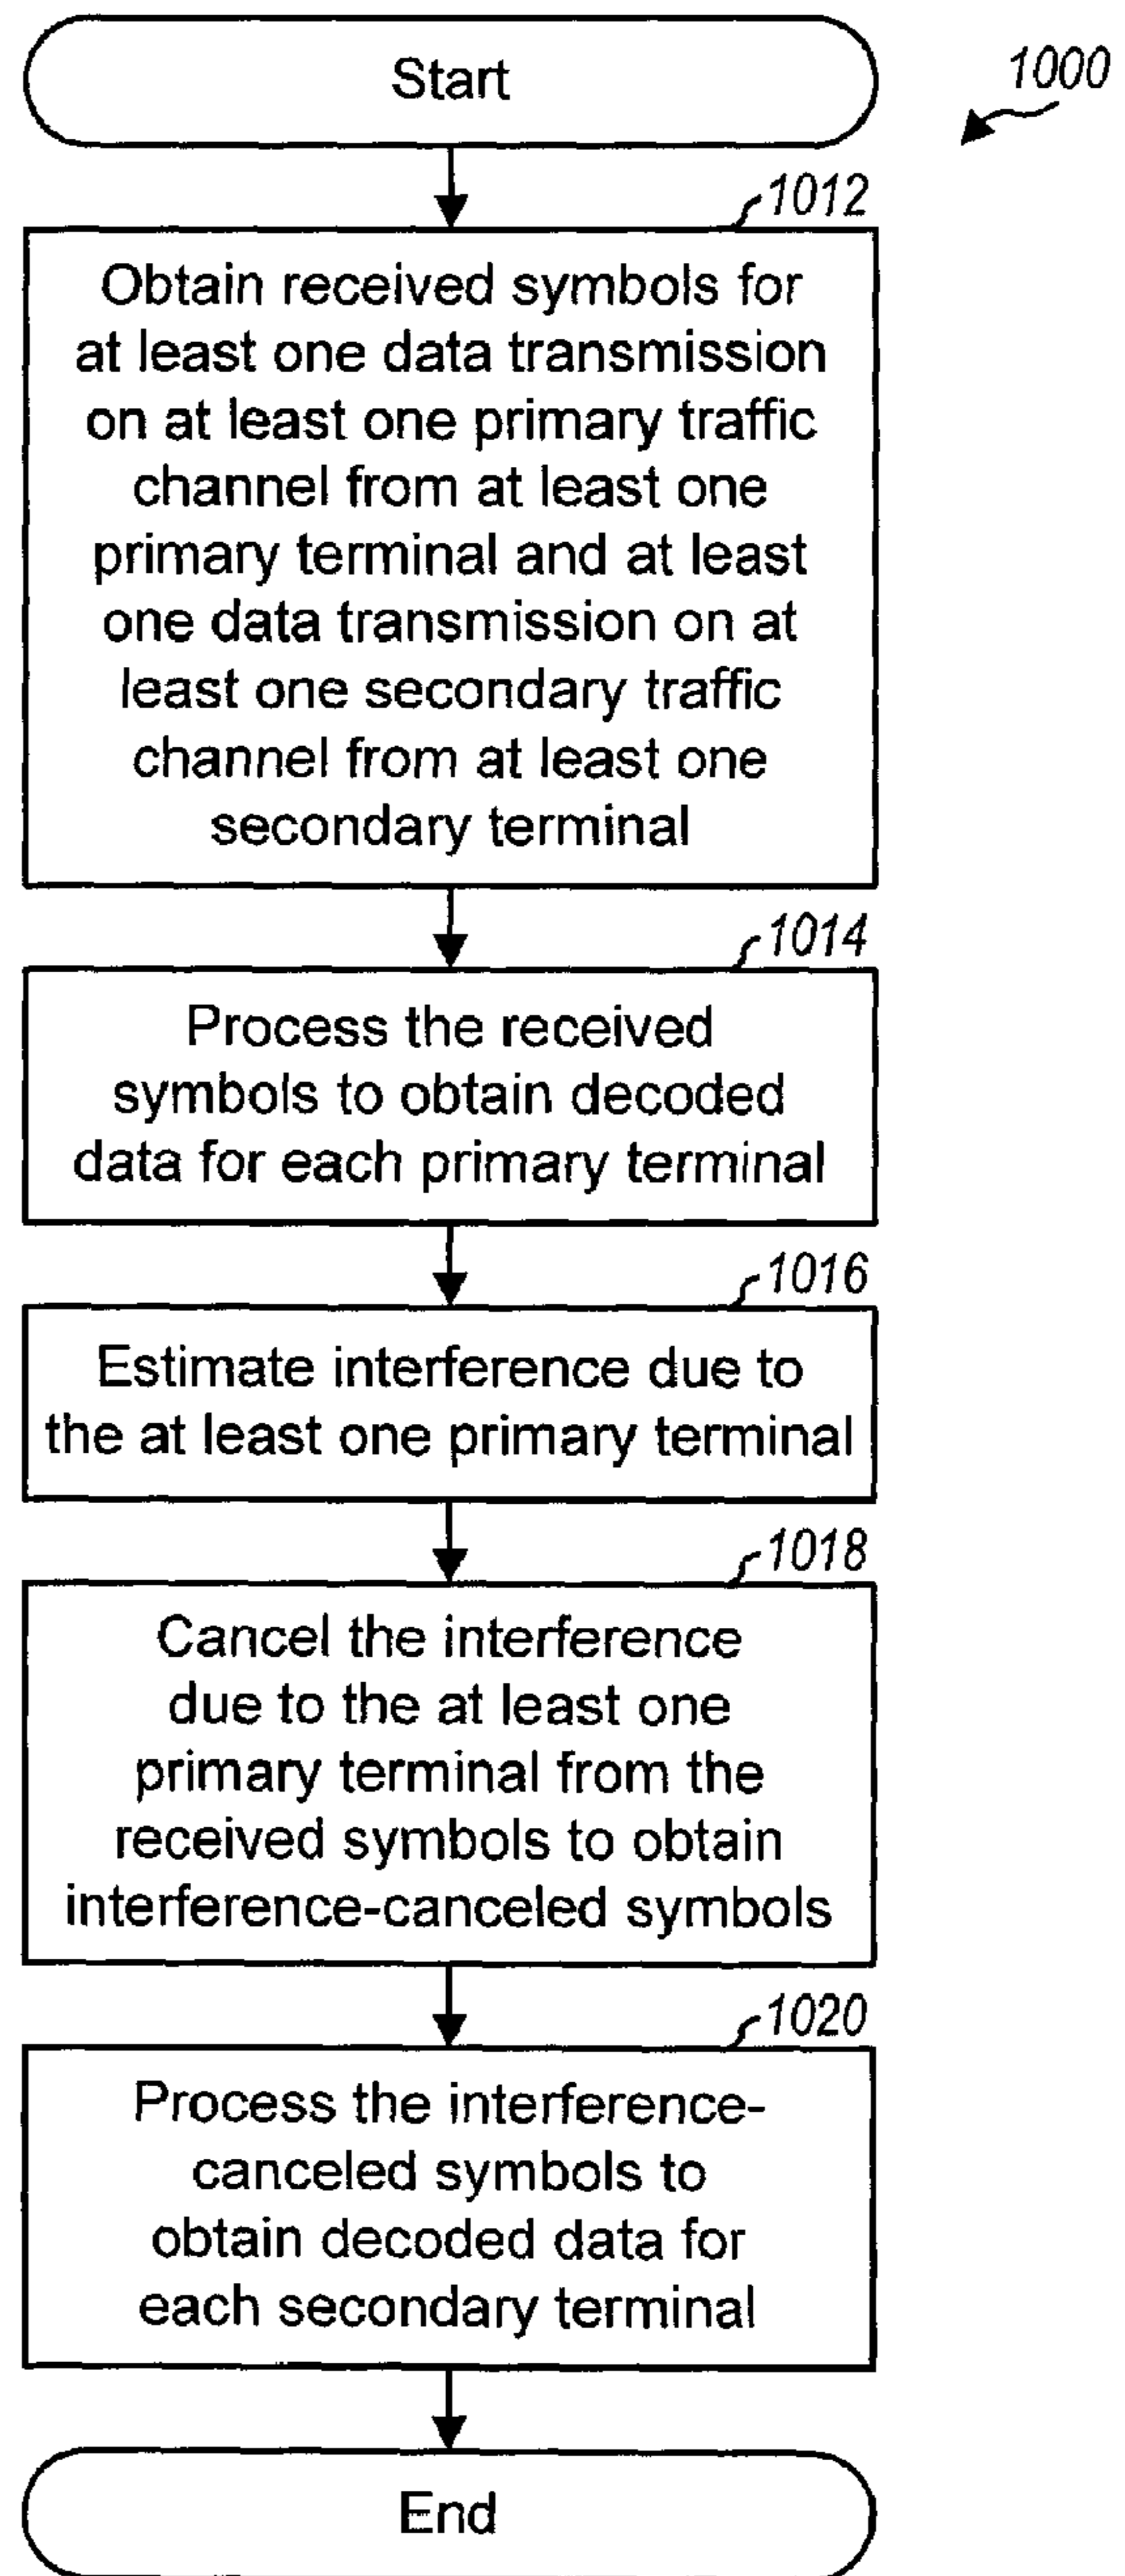 Start
1000
1012
Obtain received symbols for
at least one data transmission
on at least one primary traffic
channel from at least one
primary terminal and at least
one data transmission on at
least one secondary traffic
channel from at least one
secondary terminal
1014
Process the received
symbols to obtain decoded
data for each primary terminal
1016
Estimate interference due to
the at least one primary terminal
1018
Cancel the interference
due to the at least one
primary terminal from the
received symbols to obtain
interference-canceled symbols
1020
Process the interference-
canceled symbols to
obtain decoded data for
each secondary terminal
End